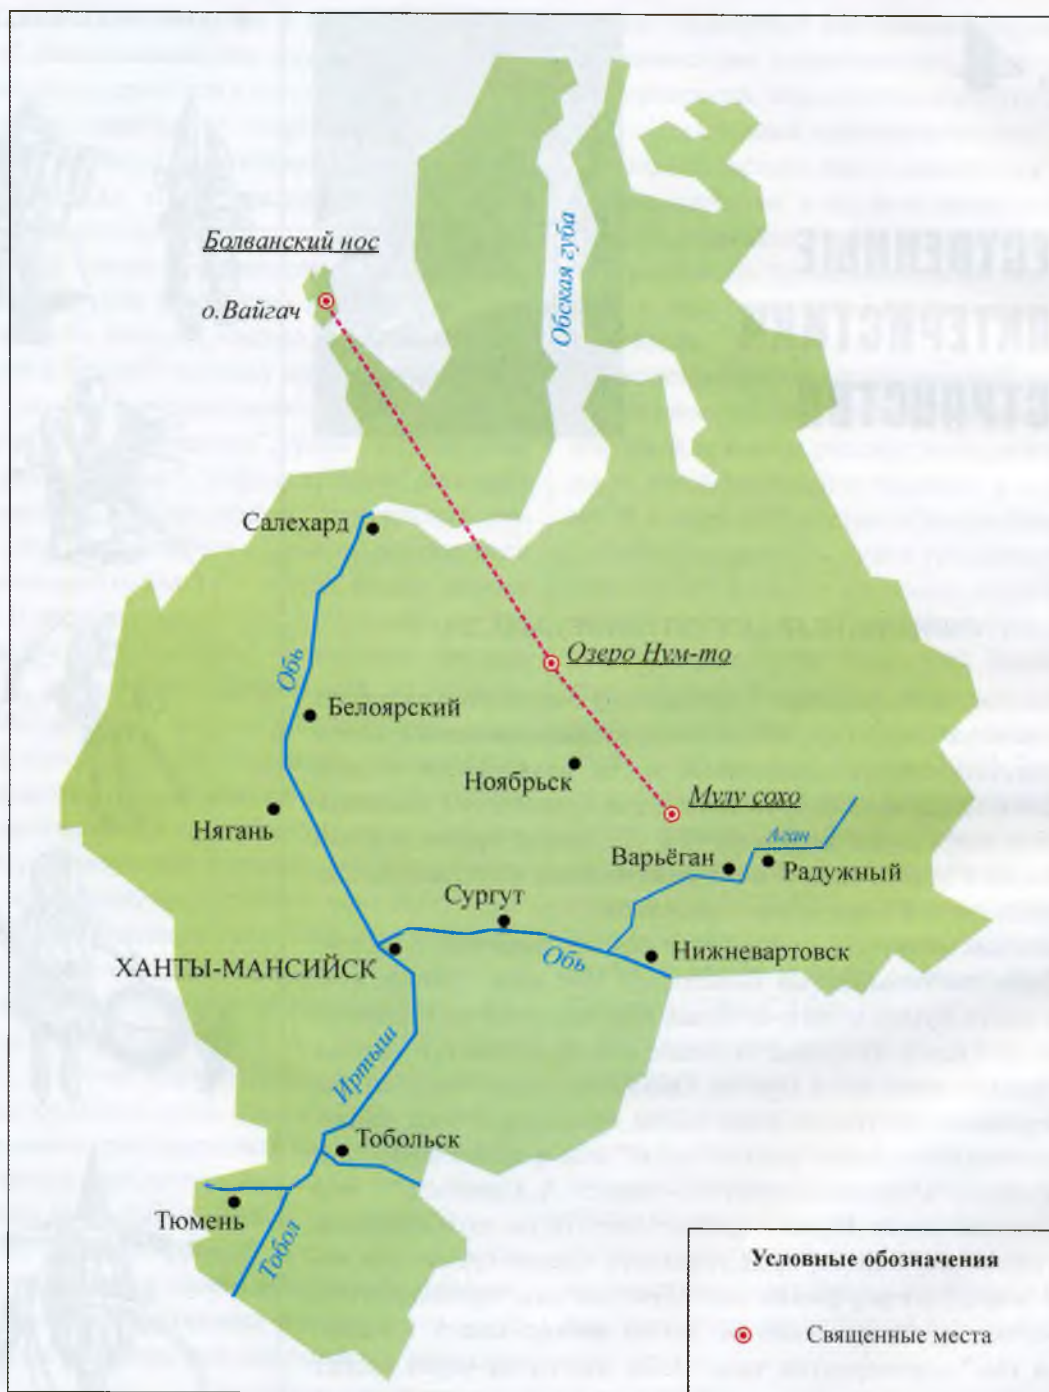 Болванский нос
о.Вайгач
Обская губа
Салехард
Обь
Озеро Нум-то
Белоярский
Ноябрьск
Мулу сохо
Нягань
Аган
Варьёган
Радужный
Сургут
ХАНТЫ-МАНСИЙСК
Обь
Нижневартовск
Иртыш
Тобольск
Тюмень
Тобол
Условные обозначения
Священные места